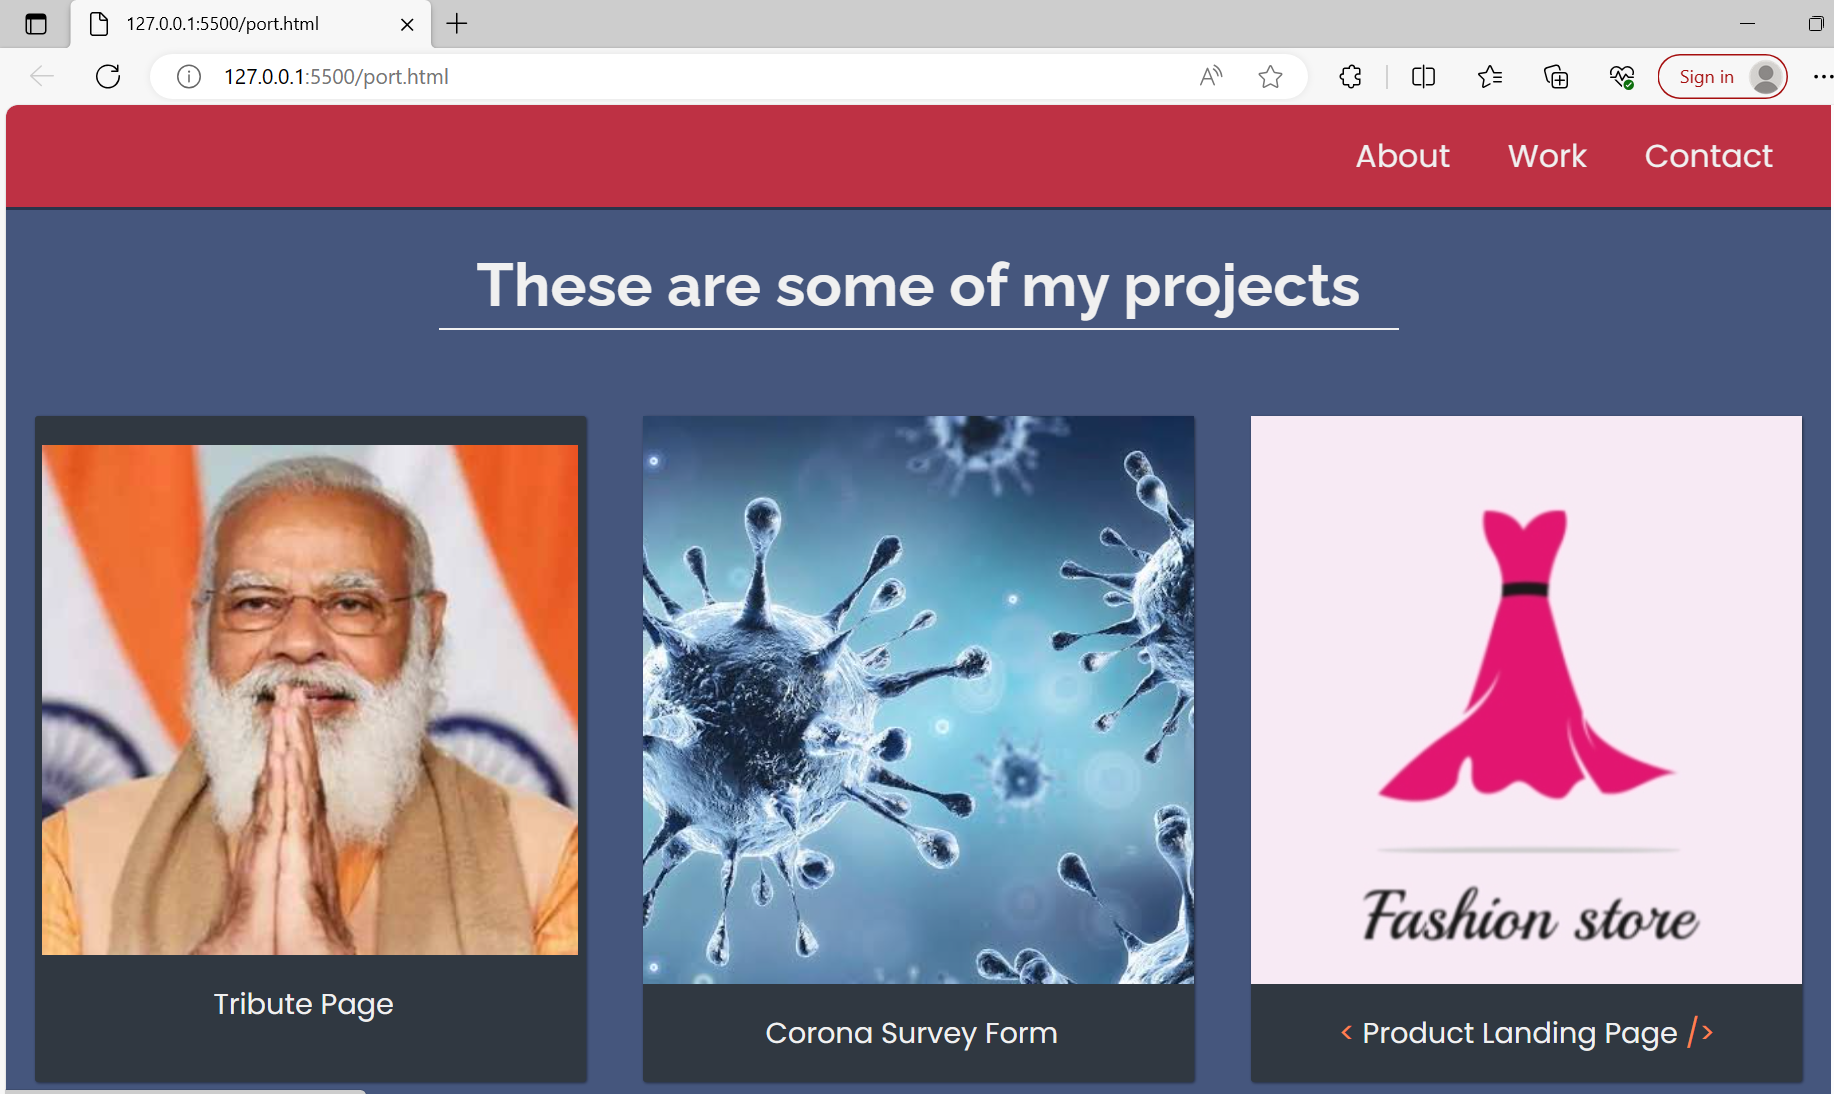 127.0.0.1:5500/port.html
127.0.0.1:5500/port.html
Sign in
About Work Contact
These are some of my projects
Fashion store
Tribute Page
Corona Survey Form
< Product Landing Page />